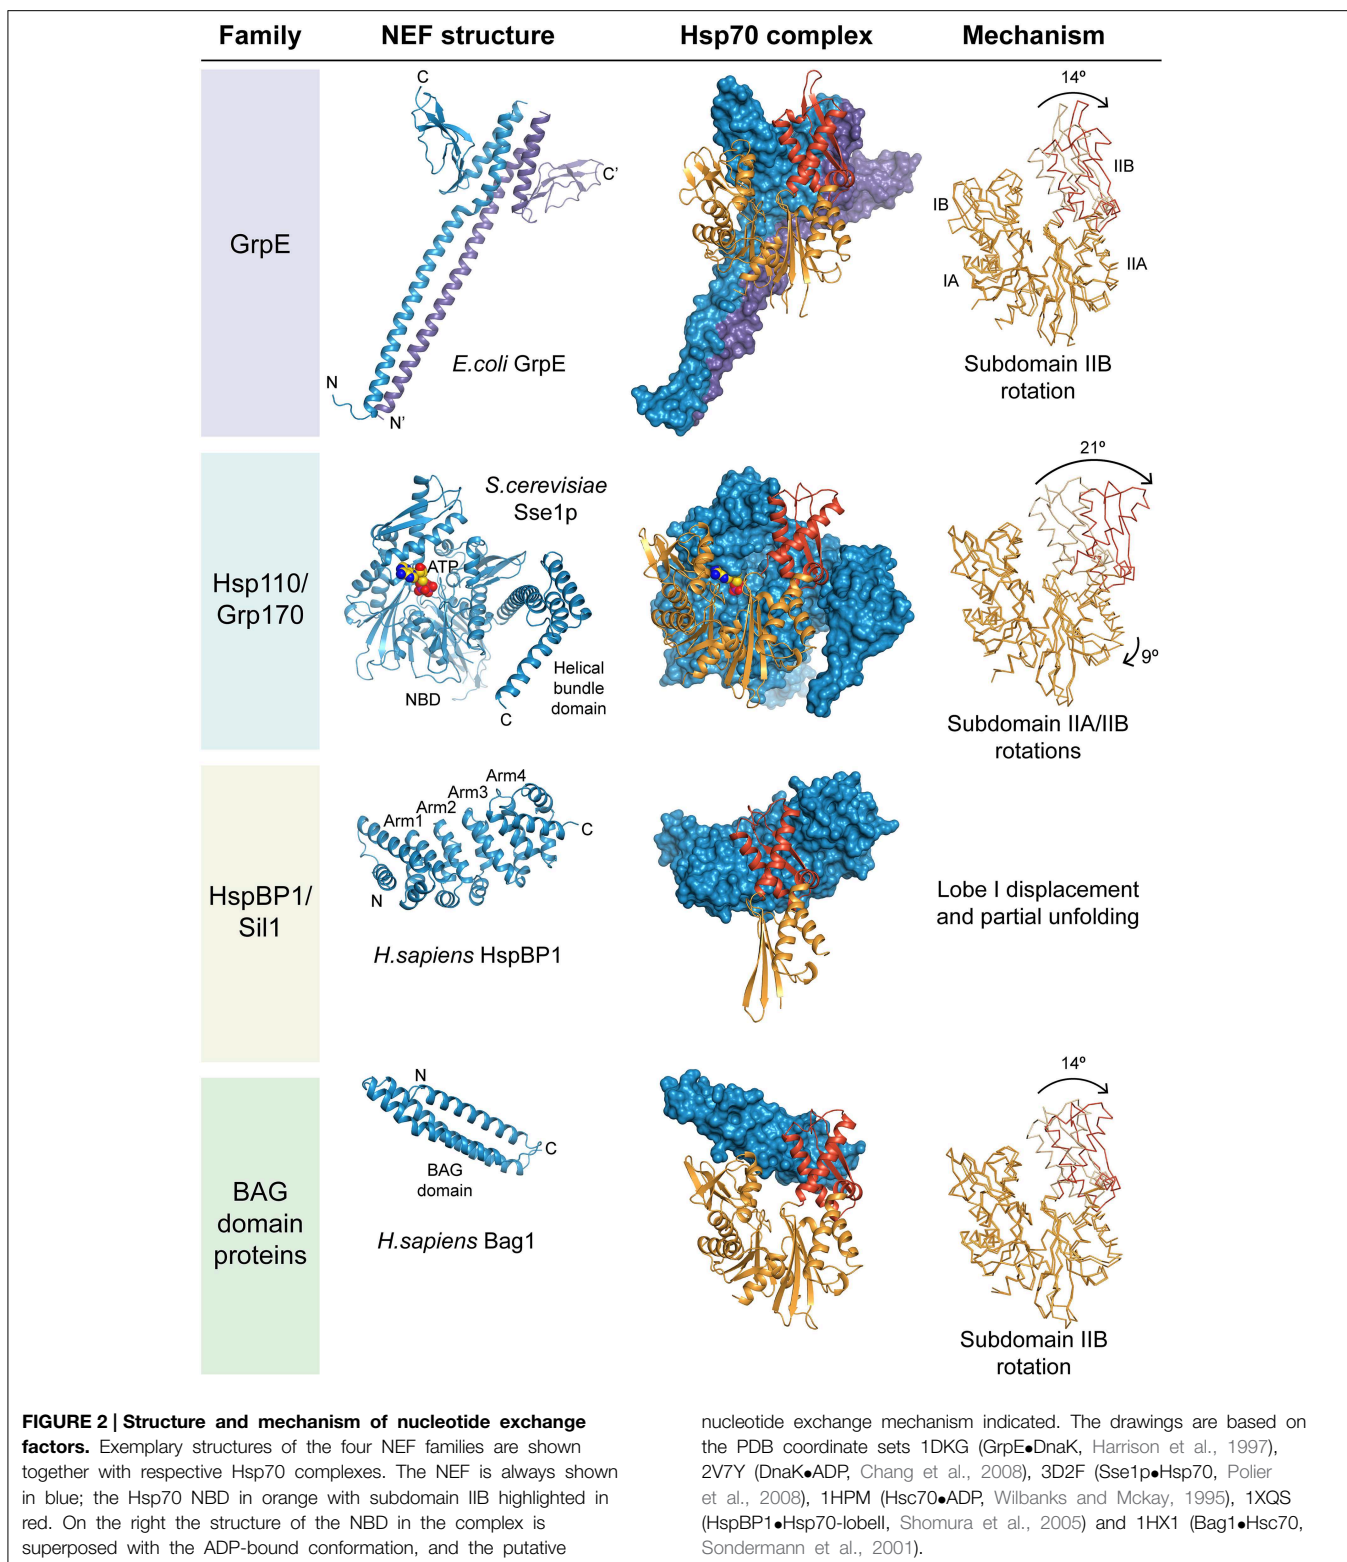 Family NEF structure Hsp70 complex Mechanism
GrpE
C
C'
N
N'
E.coli GrpE
14º
IB
IIB
IA
IIA
Subdomain IIB
rotation
Hsp110/
Grp170
S.cerevisiae
Sse1p
ATP
NBD
Helical
bundle
domain
C
21º
9º
Subdomain IIA/IIB
rotations
HspBP1/
Sil1
Arm1
Arm2
Arm3
Arm4
N
C
H.sapiens HspBP1
Lobe I displacement
and partial unfolding
BAG
domain
proteins
N
C
BAG
domain
H.sapiens Bag1
14º
Subdomain IIB
rotation
FIGURE 2 | Structure and mechanism of nucleotide exchange
factors. Exemplary structures of the four NEF families are shown
together with respective Hsp70 complexes. The NEF is always shown
in blue; the Hsp70 NBD in orange with subdomain IIB highlighted in
red. On the right the structure of the NBD in the complex is
superposed with the ADP-bound conformation, and the putative
nucleotide exchange mechanism indicated. The drawings are based on
the PDB coordinate sets 1DKG (GrpE•DnaK, Harrison et al., 1997),
2V7Y (DnaK•ADP, Chang et al., 2008), 3D2F (Sse1p•Hsp70, Polier
et al., 2008), 1HPM (Hsc70•ADP, Wilbanks and Mckay, 1995), 1XQS
(HspBP1•Hsp70-lobeII, Shomura et al., 2005) and 1HX1 (Bag1•Hsc70,
Sondermann et al., 2001).